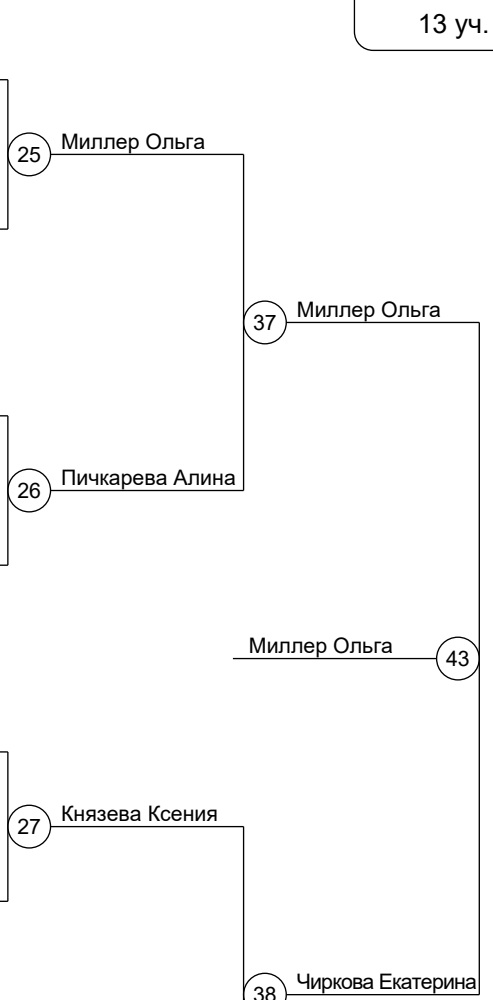 13 уч.
25 Миллер Ольга
37 Миллер Ольга
26 Пичкарева Алина
Миллер Ольга 43
27 Князева Ксения
38 Чиркова Екатерина